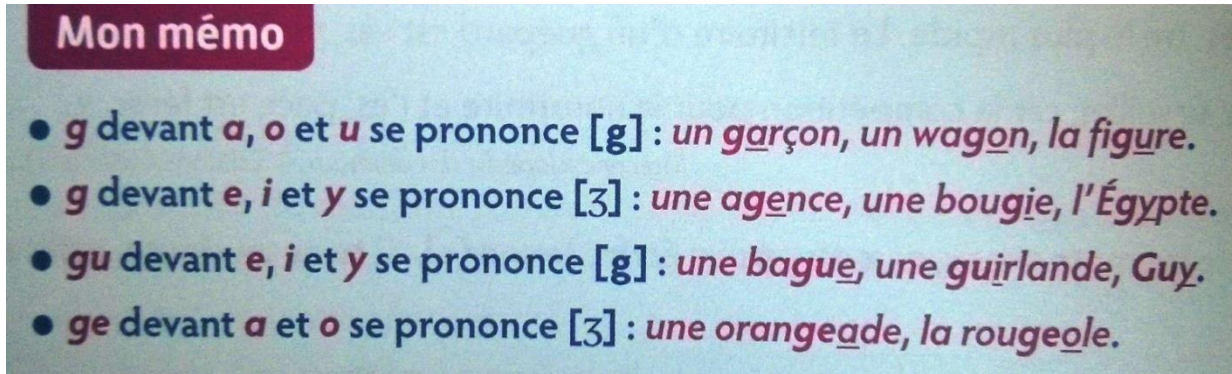 Mon mémo
• g devant a, o et u se prononce [g] : un garçon, un wagon, la figure.
• g devant e, i et y se prononce [ʒ] : une agence, une bougie, l'Égypte.
• gu devant e, i et y se prononce [g] : une bague, une guirlande, Guy.
• ge devant a et o se prononce [ʒ] : une orangeade, la rougeole.